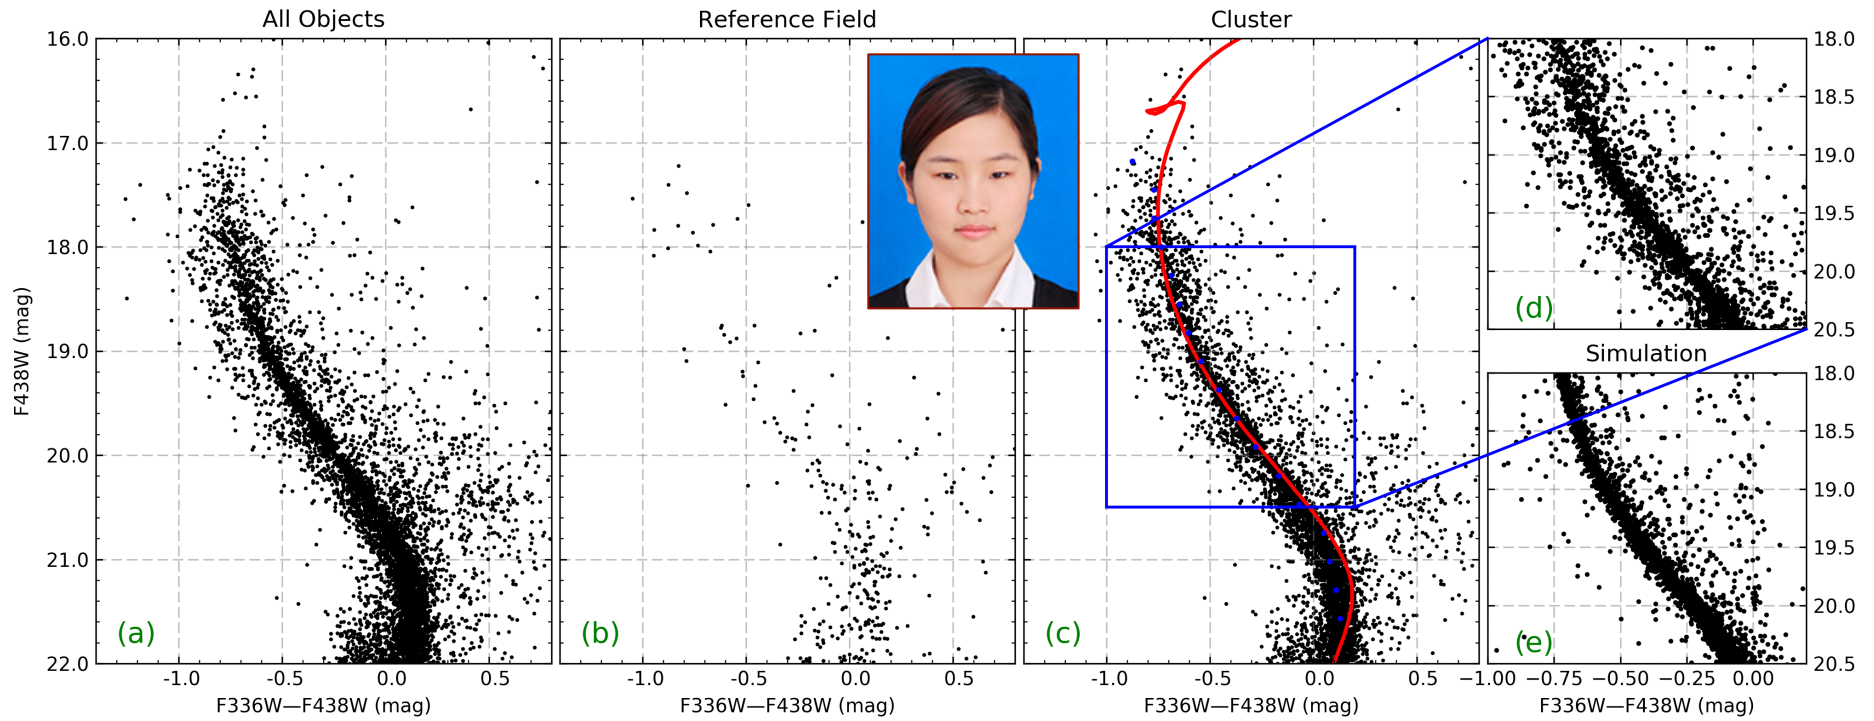 All Objects
Reference Field
Cluster
16.0
17.0
18.0
19.0
20.0
21.0
22.0
F438W (mag)
(a)
-1.0
-0.5
0.0
0.5
F336W—F438W (mag)
(b)
-1.0
-0.5
0.0
0.5
F336W—F438W (mag)
(c)
-1.0
-0.5
0.0
0.5
F336W—F438W (mag)
18.0
18.5
19.0
19.5
20.0
20.5
(d)
Simulation
18.0
18.5
19.0
19.5
20.0
20.5
(e)
−1.00
−0.75
−0.50
−0.25
0.00
F336W—F438W (mag)